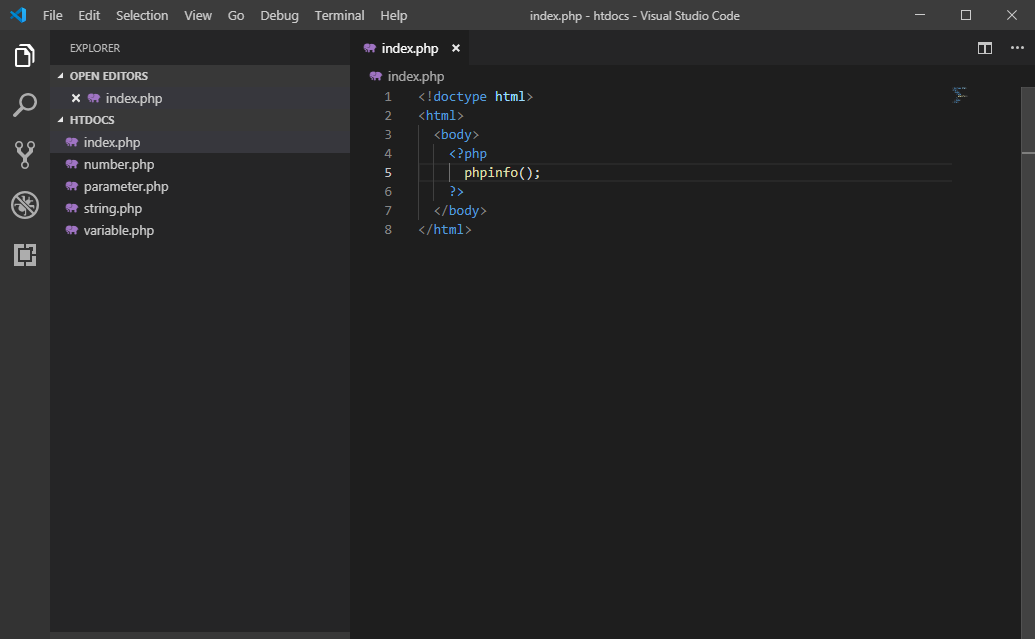 File Edit Selection View Go Debug Terminal Help index.php - htdocs - Visual Studio Code
EXPLORER
OPEN EDITORS
index.php
HTDOCS
index.php
number.php
parameter.php
string.php
variable.php
index.php
index.php
1 <!doctype html>
2 <html>
3 <body>
4 <?php
5 phpinfo();
6 ?>
7 </body>
8 </html>